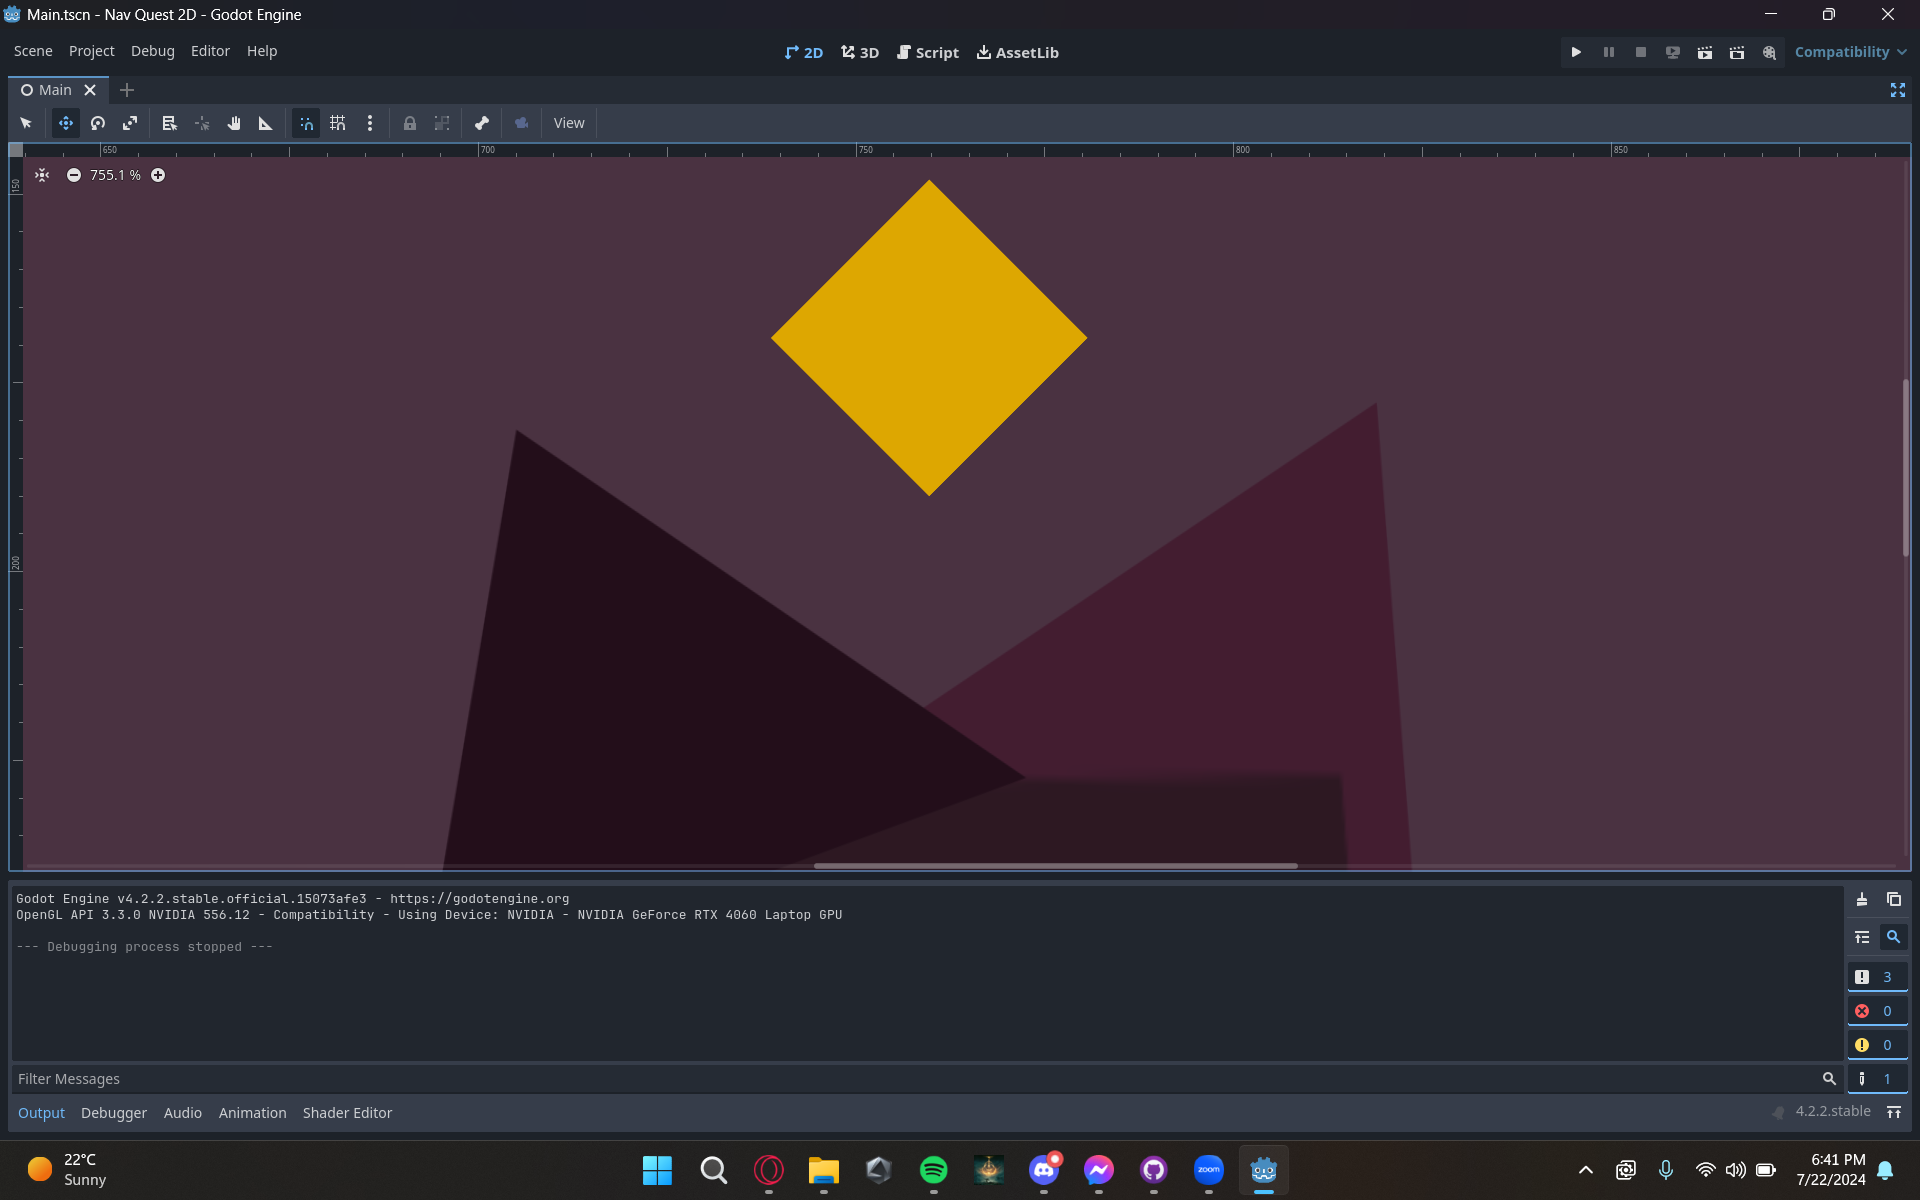 Main.tscn - Nav Quest 2D - Godot Engine
Scene Project Debug Editor Help
2D 3D Script AssetLib
Compatibility
Main
View
650 700 750 800 850
755.1 %
150
200
Godot Engine v4.2.2.stable.official.15073afe3 - https://godotengine.org
OpenGL API 3.3.0 NVIDIA 556.12 - Compatibility - Using Device: NVIDIA - NVIDIA GeForce RTX 4060 Laptop GPU
--- Debugging process stopped ---
3
0
0
Filter Messages
1
Output Debugger Audio Animation Shader Editor
4.2.2.stable
22°C
Sunny
zoom
6:41 PM
7/22/2024